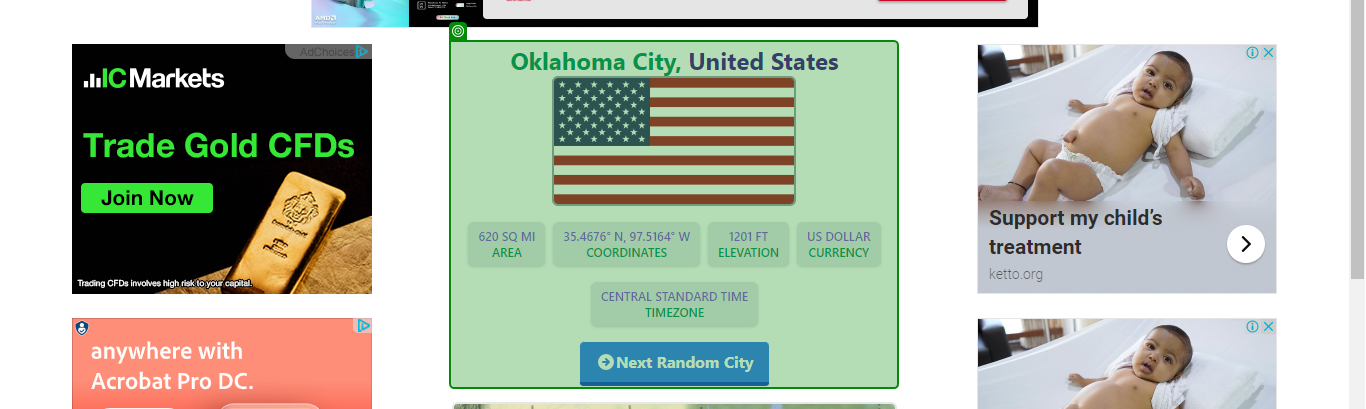 AMD
AdChoices
IC Markets
Trade Gold CFDs
Join Now
Trading CFDs involves high risk to your capital.
anywhere with
Acrobat Pro DC.
Oklahoma City, United States
620 SQ MI
AREA
35.4676° N, 97.5164° W
COORDINATES
1201 FT
ELEVATION
US DOLLAR
CURRENCY
CENTRAL STANDARD TIME
TIMEZONE
Next Random City
Support my child’s
treatment
ketto.org